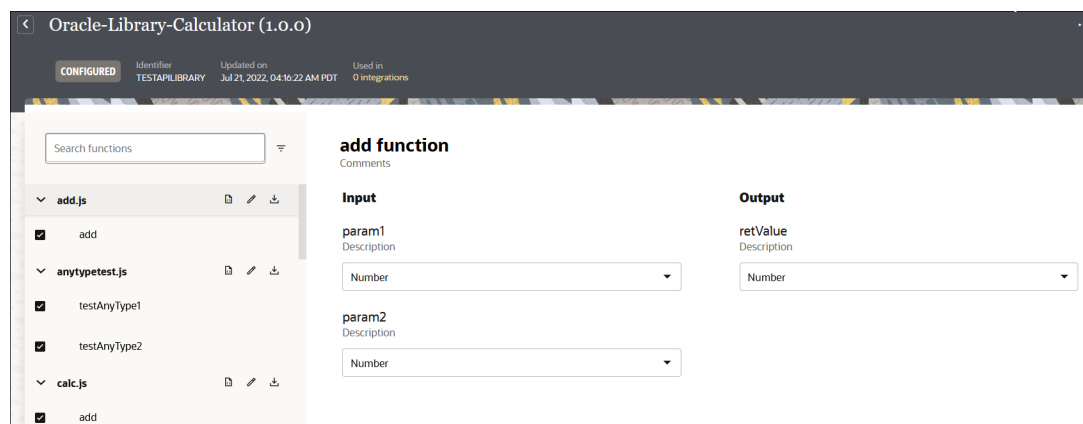 Oracle-Library-Calculator (1.0.0)
CONFIGURED
Identifier
TESTAPILIBRARY
Updated on
Jul 21, 2022, 04:16:22 AM PDT
Used in
0 integrations
Search functions
add.js
add
anytypetest.js
testAnyType1
testAnyType2
calc.js
add
add function
Comments
Input
param1
Description
Number
param2
Description
Number
Output
retValue
Description
Number